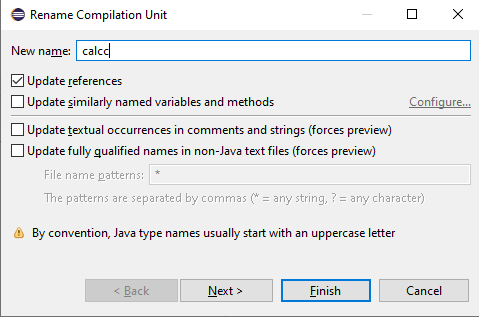 Rename Compilation Unit
New name: calcc
Update references
Update similarly named variables and methods Configure...
Update textual occurrences in comments and strings (forces preview)
Update fully qualified names in non-Java text files (forces preview)
File name patterns: *
The patterns are separated by commas (* = any string, ? = any character)
By convention, Java type names usually start with an uppercase letter
< Back Next > Finish Cancel